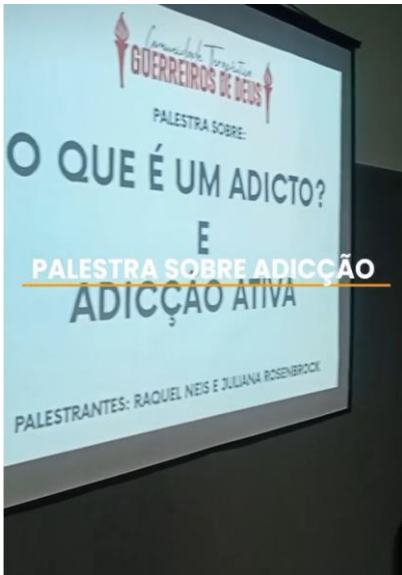 Comunidade Terapêutica
GUERREIROS DE DEUS
PALESTRA SOBRE:
O QUE É UM ADICTO?
E
PALESTRA SOBRE ADICÇÃO
ADICÇÃO ATIVA
PALESTRANTES: RAQUEL NEIS E JULIANA ROSENBROCK